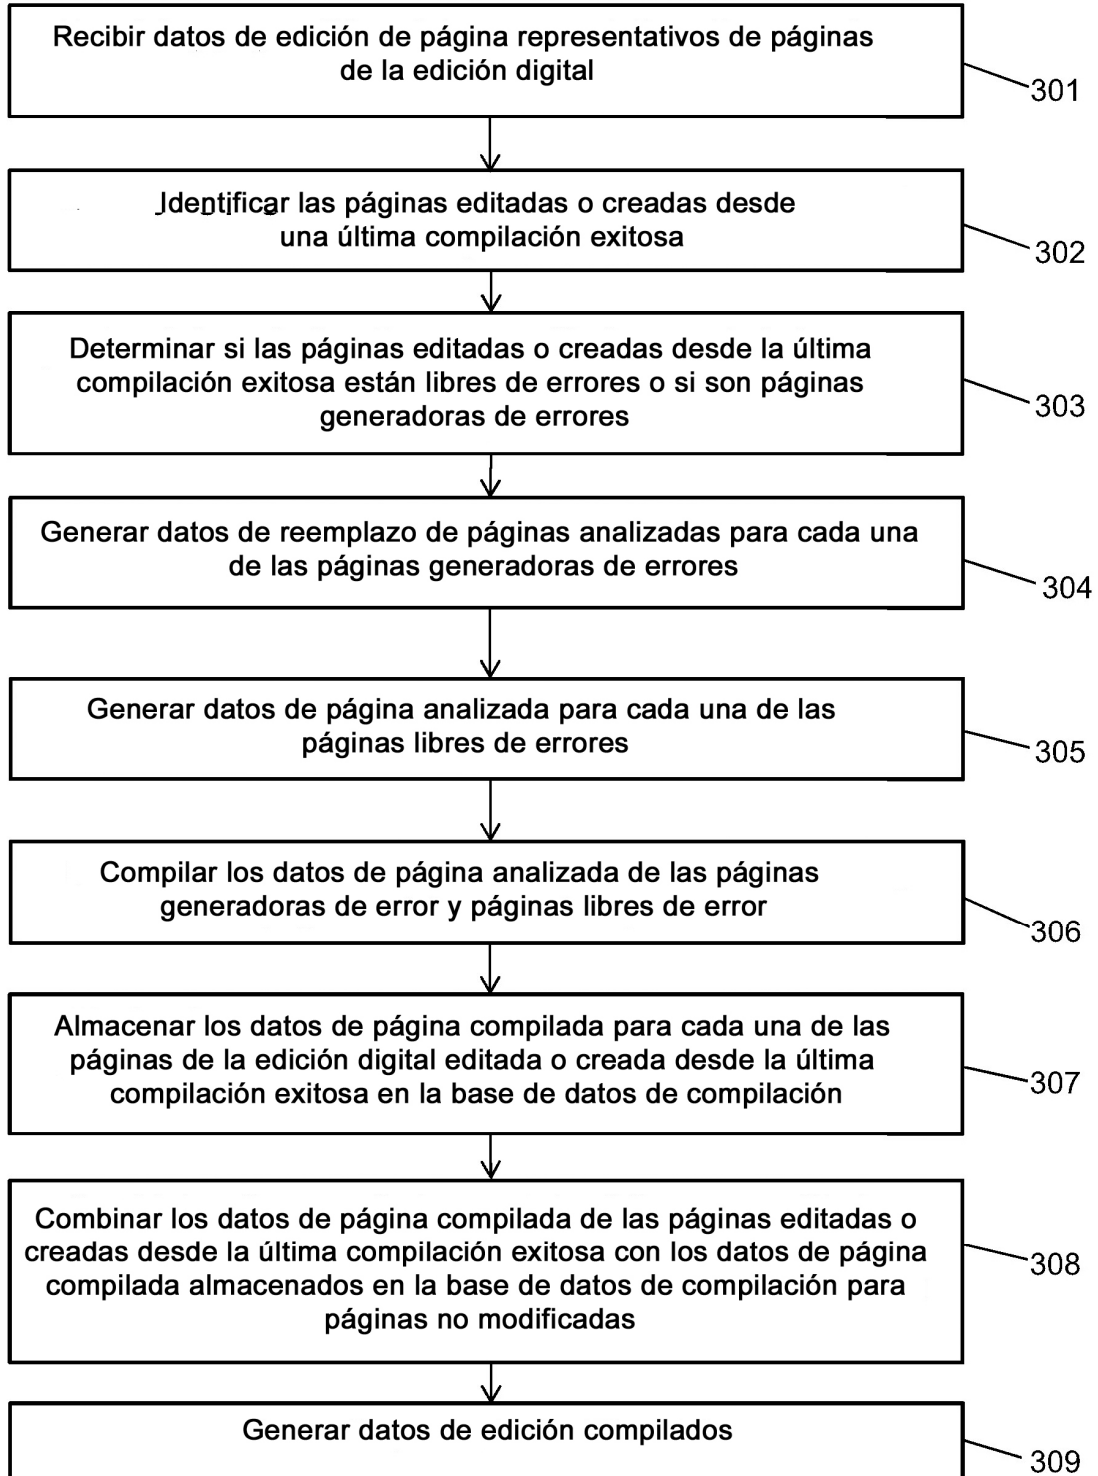 Recibir datos de edición de página representativos de páginas
de la edición digital
301
Identificar las páginas editadas o creadas desde
una última compilación exitosa
302
Determinar si las páginas editadas o creadas desde la última
compilación exitosa están libres de errores o si son páginas
generadoras de errores
303
Generar datos de reemplazo de páginas analizadas para cada una
de las páginas generadoras de errores
304
Generar datos de página analizada para cada una de las
páginas libres de errores
305
Compilar los datos de página analizada de las páginas
generadoras de error y páginas libres de error
306
Almacenar los datos de página compilada para cada una de las
páginas de la edición digital editada o creada desde la última
compilación exitosa en la base de datos de compilación
307
Combinar los datos de página compilada de las páginas editadas o
creadas desde la última compilación exitosa con los datos de página
compilada almacenados en la base de datos de compilación para
páginas no modificadas
308
Generar datos de edición compilados
309